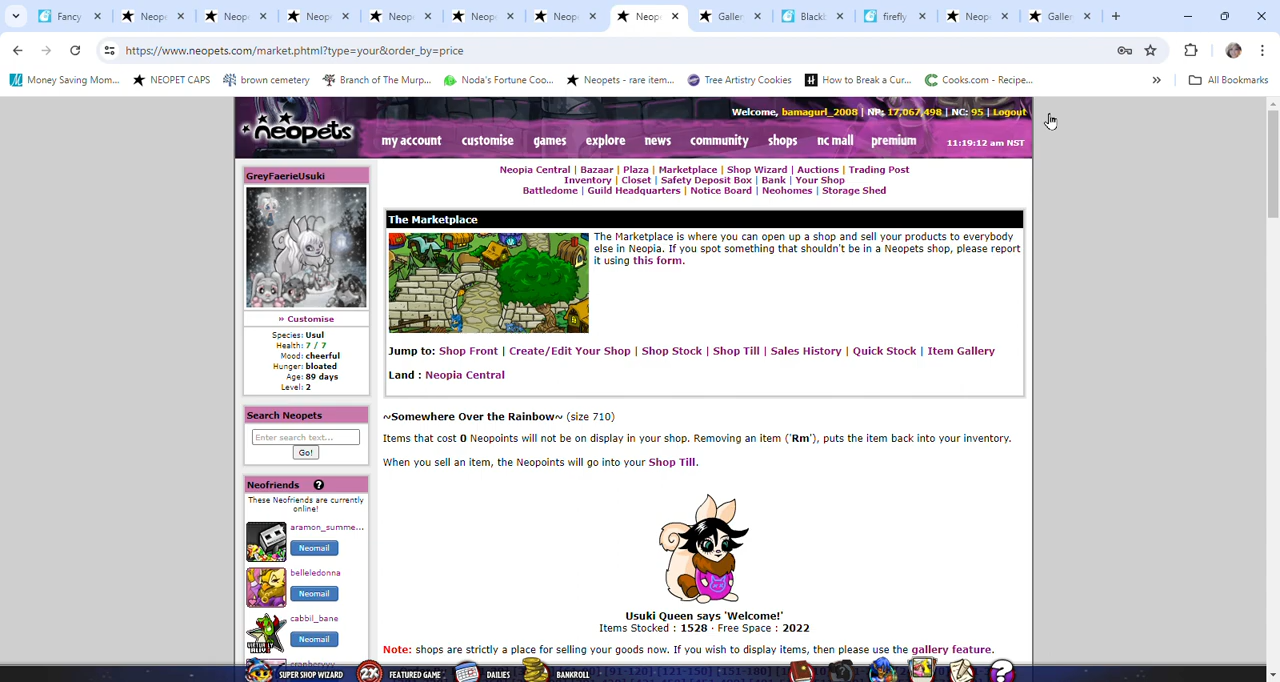 Fancy
Neop
Neop
Neop
Neop
Neop
Neop
Neop
Galler
Blackl
firefly
Neop
Galler
https://www.neopets.com/market.phtml?type=your&order_by=price
Money Saving Mom...
NEOPET CAPS
brown cemetery
Branch of The Murp...
Noda's Fortune Coo...
Neopets - rare item...
Tree Artistry Cookies
How to Break a Cur...
Cooks.com - Recipe...
»
All Bookmarks
neopets
Welcome, bamagurl_2008 | NP: 17,067,498 | NC: 95 | Logout
my account customise games explore news community shops nc mall premium
11:19:12 am NST
Neopia Central | Bazaar | Plaza | Marketplace | Shop Wizard | Auctions | Trading Post
Inventory | Closet | Safety Deposit Box | Bank | Your Shop
Battledome | Guild Headquarters | Notice Board | Neohomes | Storage Shed
GreyFaerieUsuki
» Customise
Species: Usul
Health: 7 / 7
Mood: cheerful
Hunger: bloated
Age: 89 days
Level: 2
Search Neopets
Enter search text...
Go!
Neofriends ?
These Neofriends are currently
online!
aramon_summe...
Neomail
belleledonna
Neomail
cabbil_bane
Neomail
The Marketplace
The Marketplace is where you can open up a shop and sell your products to everybody
else in Neopia. If you spot something that shouldn't be in a Neopets shop, please report
it using this form.
Jump to: Shop Front | Create/Edit Your Shop | Shop Stock | Shop Till | Sales History | Quick Stock | Item Gallery
Land : Neopia Central
~Somewhere Over the Rainbow~ (size 710)
Items that cost 0 Neopoints will not be on display in your shop. Removing an item ('Rm'), puts the item back into your inventory.
When you sell an item, the Neopoints will go into your Shop Till.
Usuki Queen says 'Welcome!'
Items Stocked : 1528 · Free Space : 2022
Note: shops are strictly a place for selling your goods now. If you wish to display items, then please use the gallery feature.
SUPER SHOP WIZARD
FEATURED GAME
DAILIES
BANKROLL